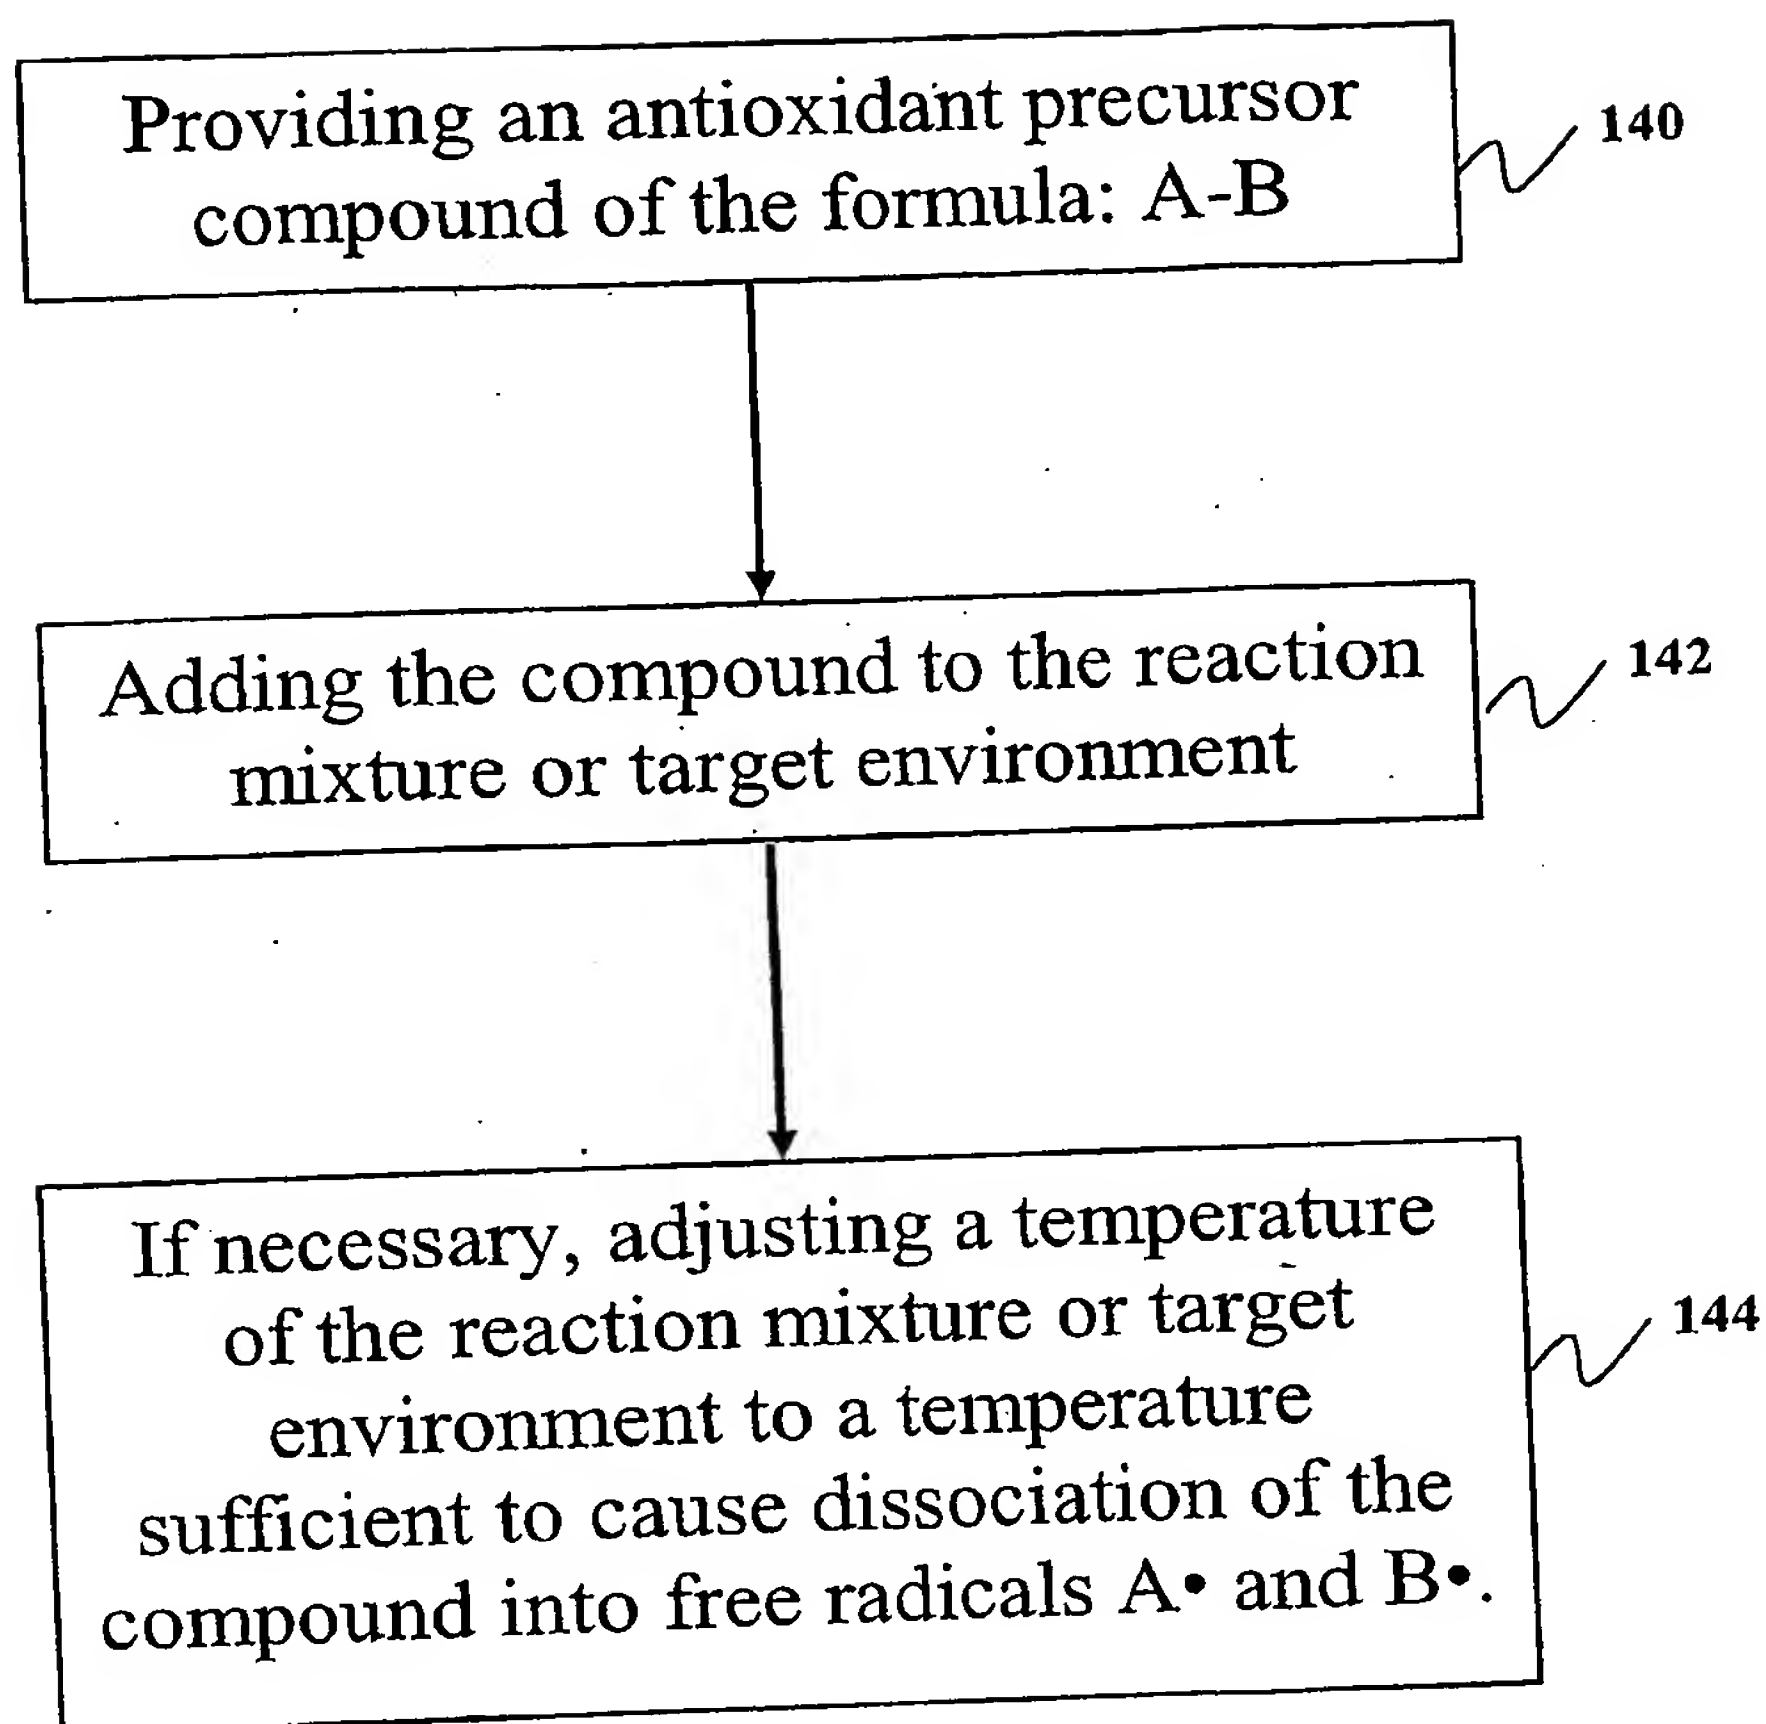 Providing an antioxidant precursor
compound of the formula: A-B
140
Adding the compound to the reaction
mixture or target environment
142
If necessary, adjusting a temperature
of the reaction mixture or target
environment to a temperature
sufficient to cause dissociation of the
compound into free radicals A• and B•.
144